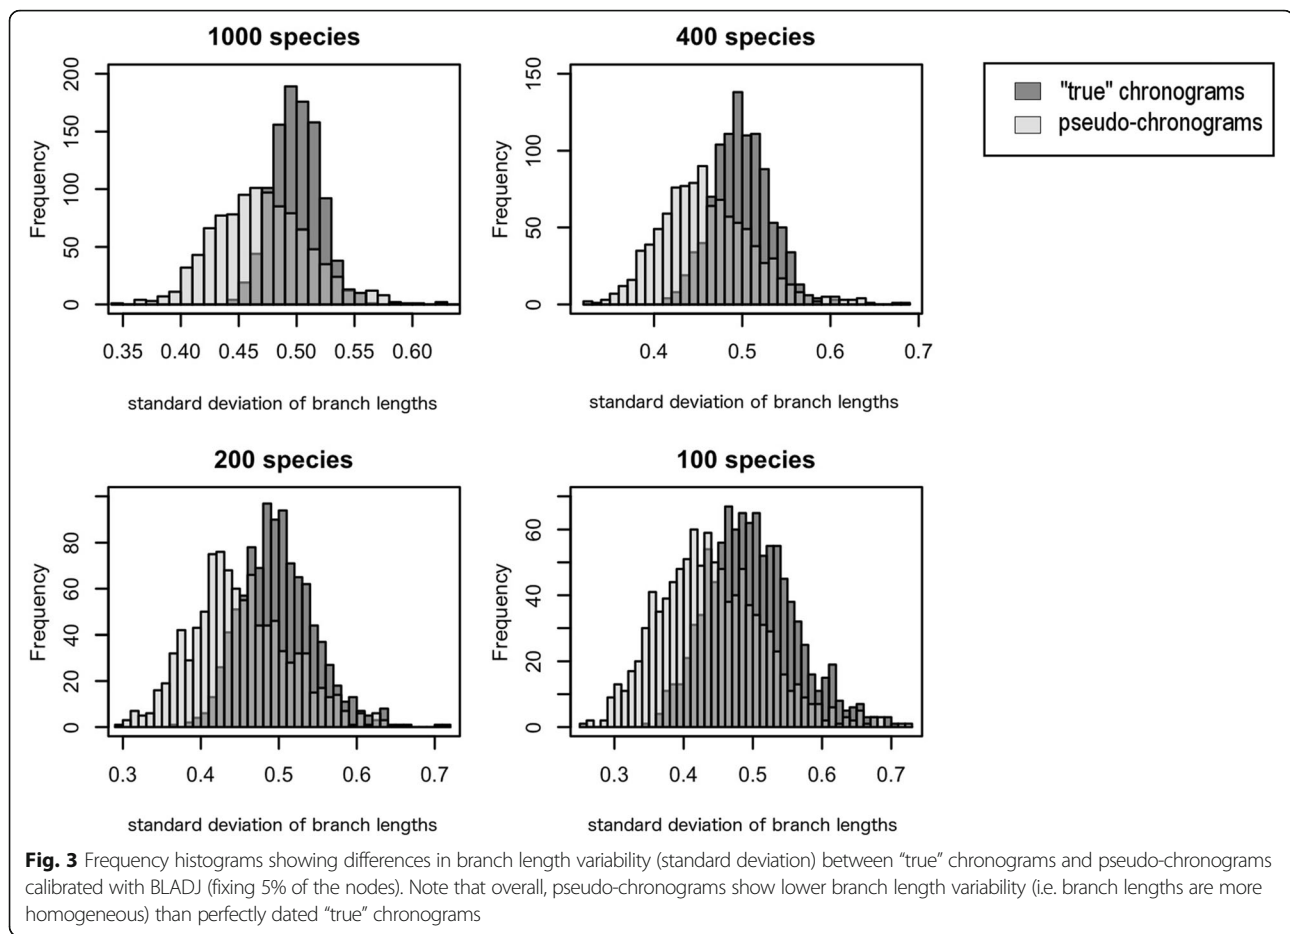 1000 species
Frequency
0 50 100 150 200
0.35 0.40 0.45 0.50 0.55 0.60
standard deviation of branch lengths
400 species
Frequency
0 50 100 150
0.4 0.5 0.6 0.7
standard deviation of branch lengths
"true" chronograms
pseudo-chronograms
200 species
Frequency
0 20 40 60 80
0.3 0.4 0.5 0.6 0.7
standard deviation of branch lengths
100 species
Frequency
0 20 40 60
0.3 0.4 0.5 0.6 0.7
standard deviation of branch lengths
Fig. 3 Frequency histograms showing differences in branch length variability (standard deviation) between “true” chronograms and pseudo-chronograms
calibrated with BLADJ (fixing 5% of the nodes). Note that overall, pseudo-chronograms show lower branch length variability (i.e. branch lengths are more
homogeneous) than perfectly dated “true” chronograms